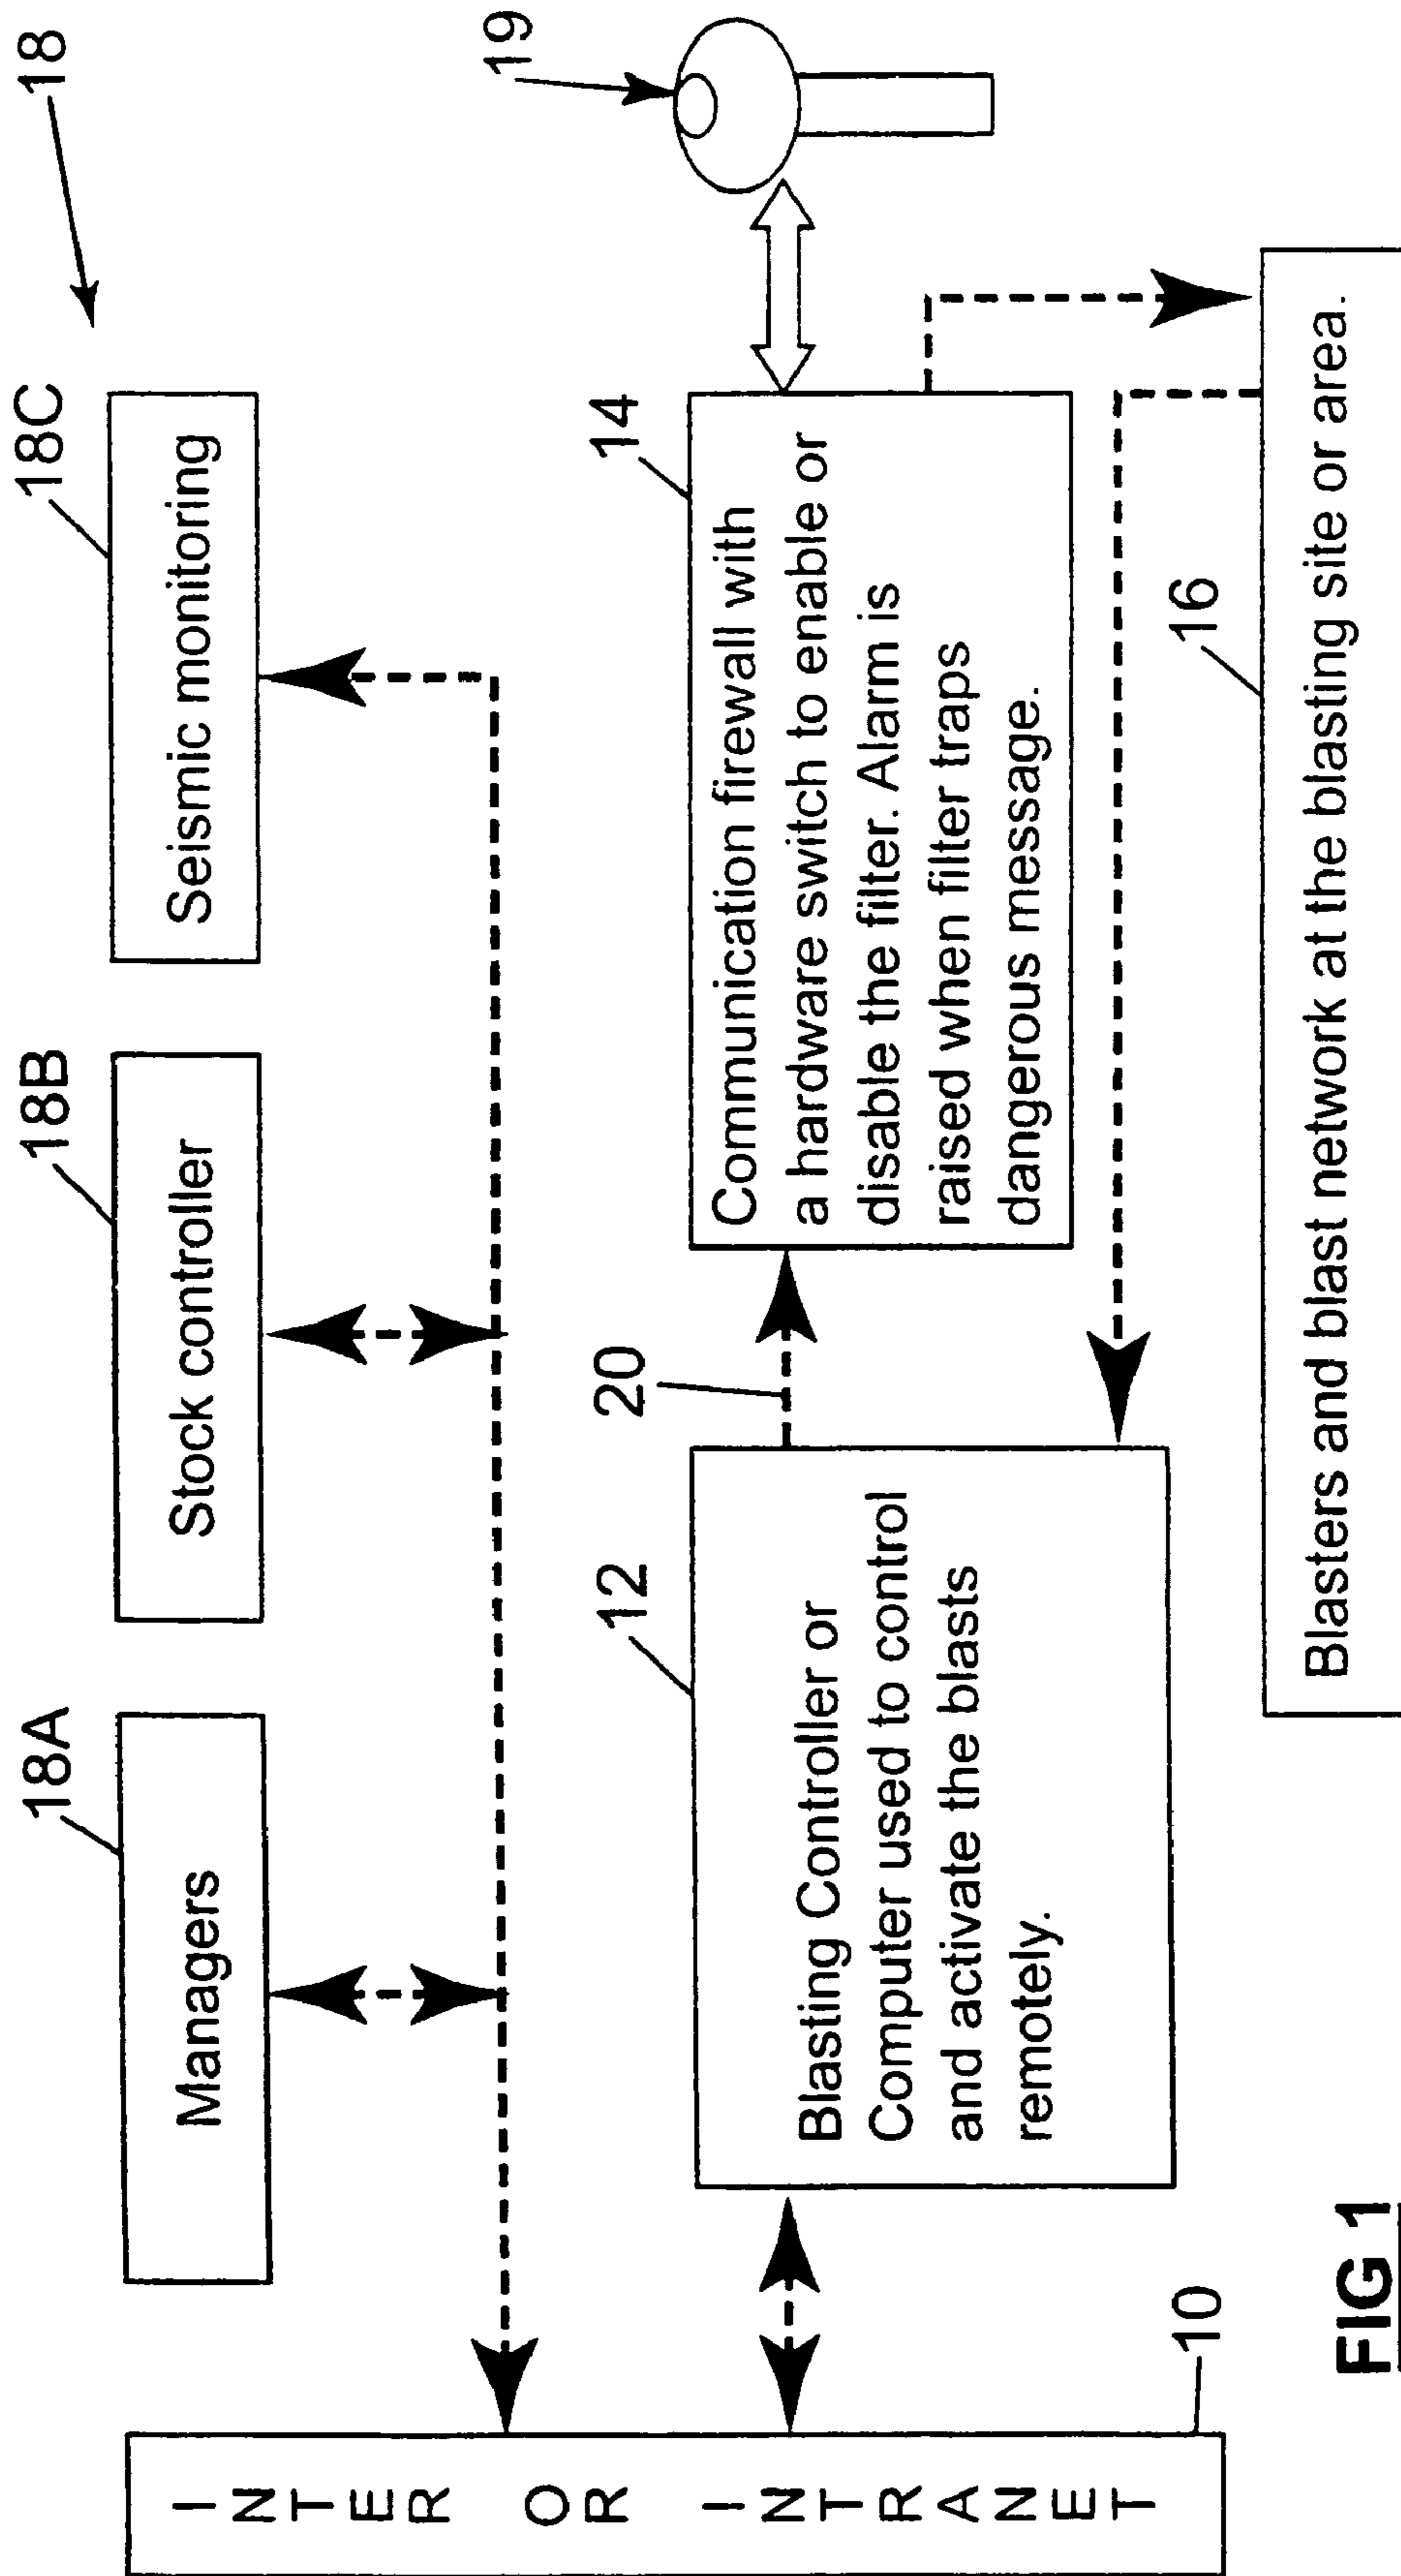 18
18A
18B
18C
Managers
Stock controller
Seismic monitoring
19
12
20
14
Blasting Controller or
Computer used to control
and activate the blasts
remotely.
Communication firewall with
a hardware switch to enable or
disable the filter. Alarm is
raised when filter traps
dangerous message.
INTER OR INTRANET
10
16
Blasters and blast network at the blasting site or area.
FIG 1